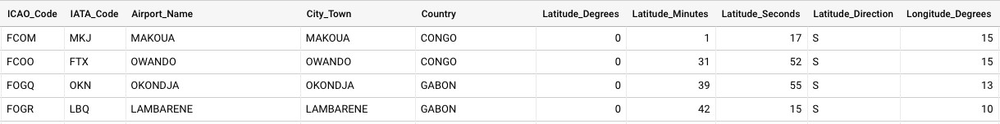 ICAO_Code IATA_Code Airport_Name City_Town Country Latitude_Degrees Latitude_Minutes Latitude_Seconds Latitude_Direction Longitude_Degrees
FCOM MKJ MAKOUA MAKOUA CONGO 0 1 17 S 15
FCOO FTX OWANDO OWANDO CONGO 0 31 52 S 15
FOGQ OKN OKONDJA OKONDJA GABON 0 39 55 S 13
FOGR LBQ LAMBARENE LAMBARENE GABON 0 42 15 S 10